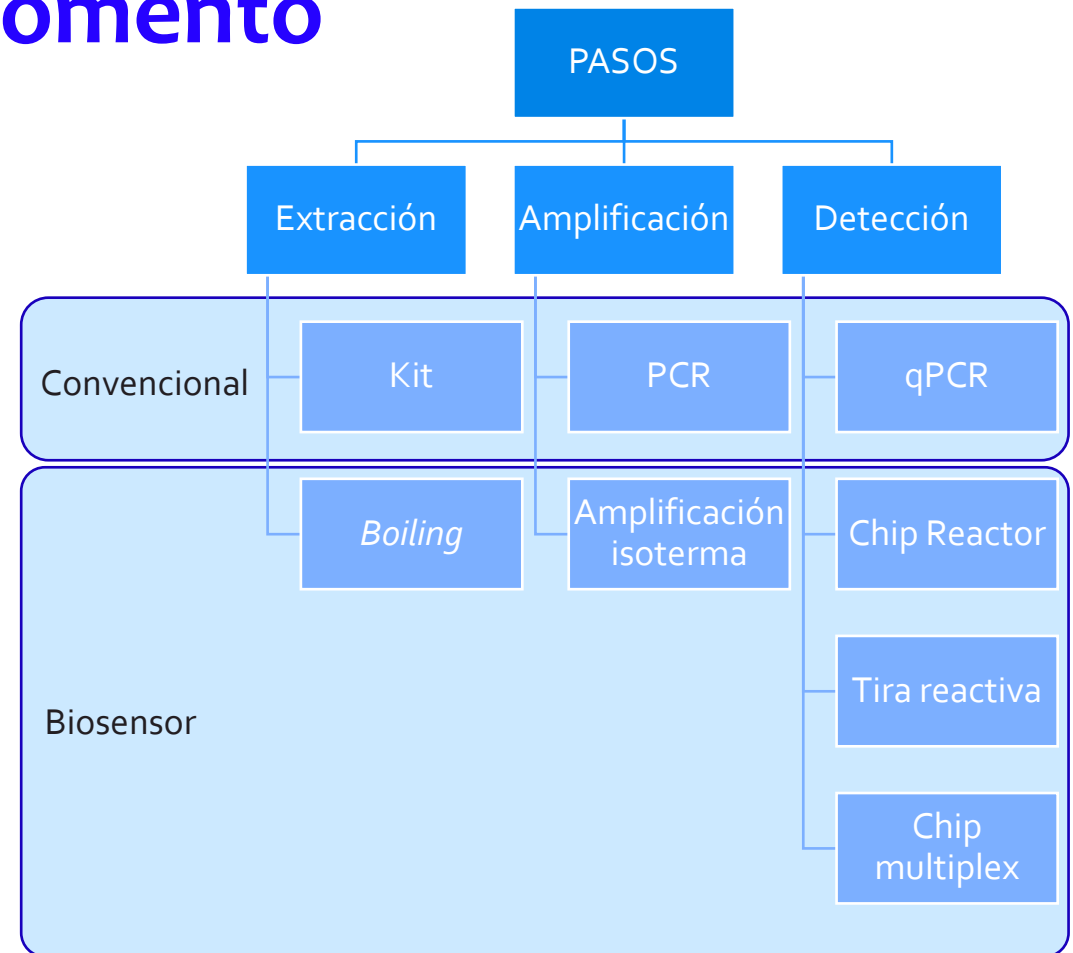 omento
PASOS
Extracción
Amplificación
Detección
Convencional
Kit
PCR
qPCR
Biosensor
Boiling
Amplificación
isoterma
Chip Reactor
Tira reactiva
Chip
multiplex